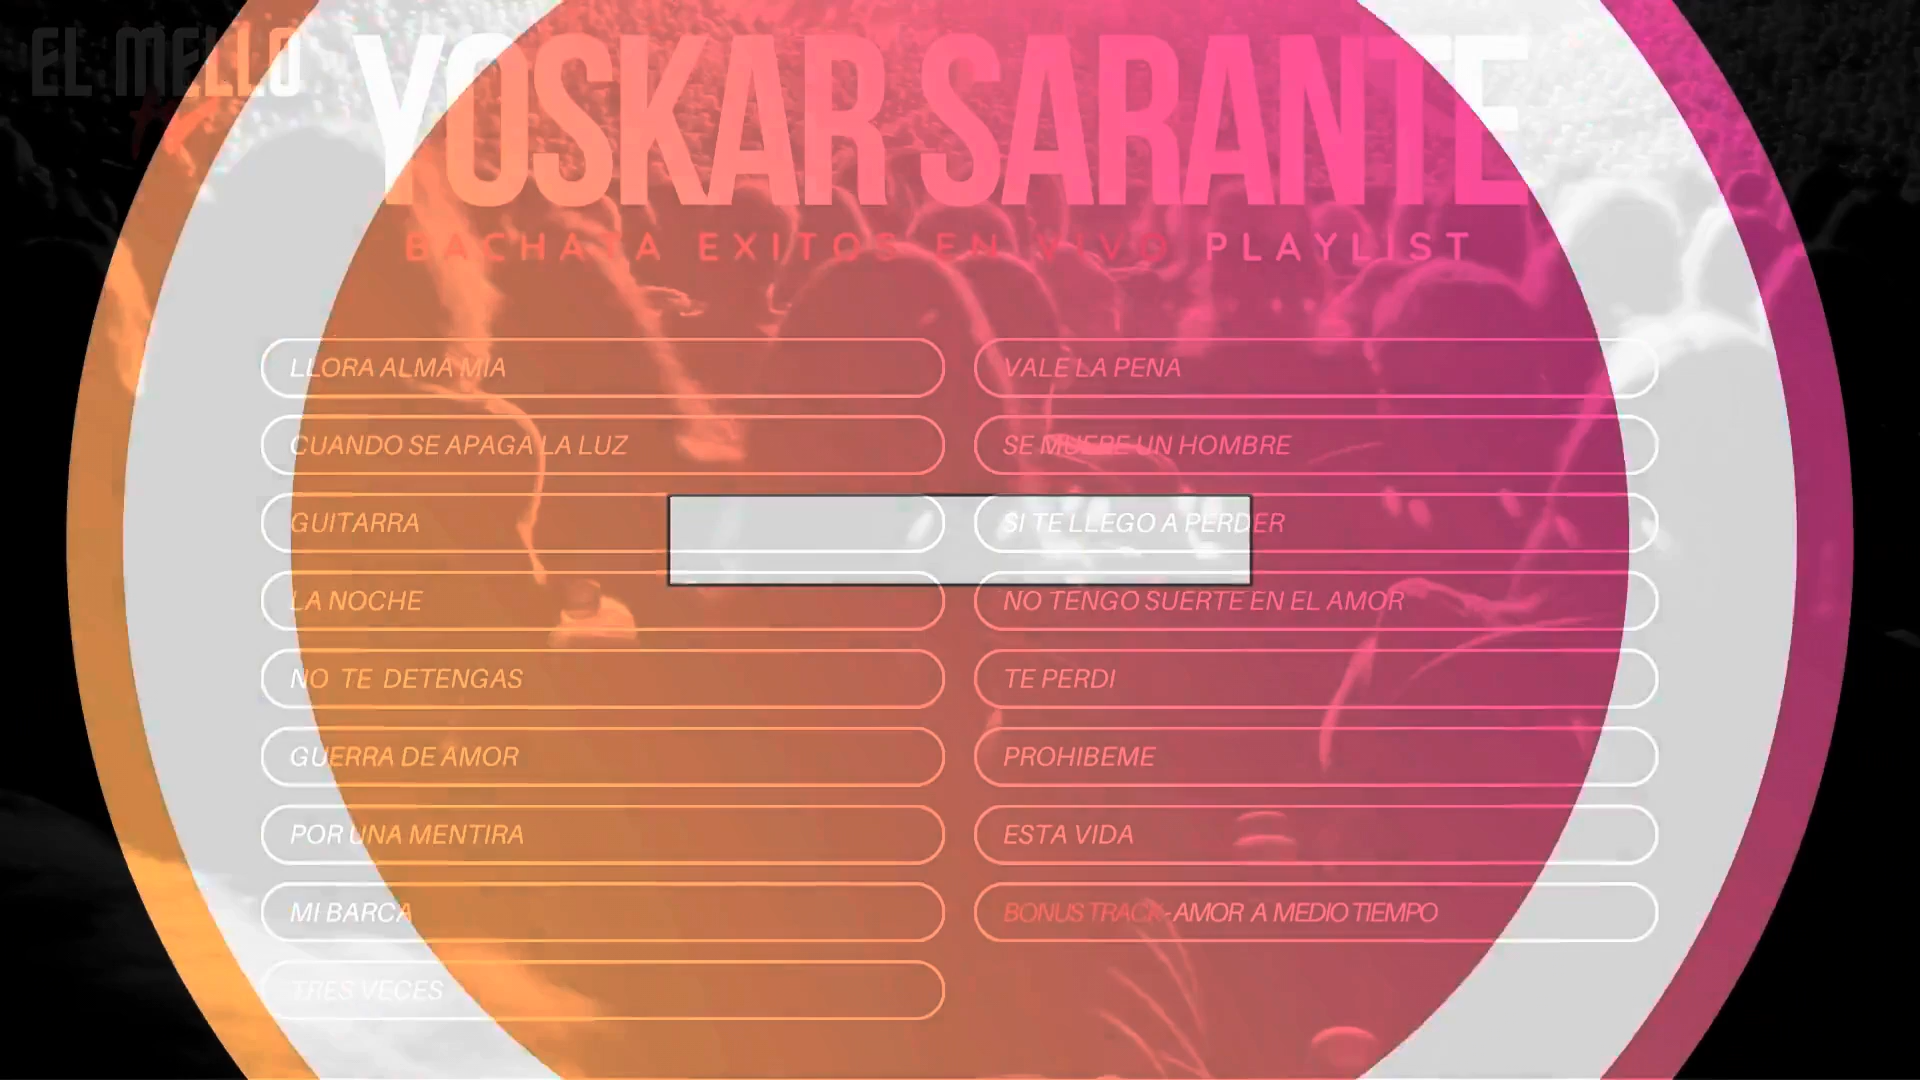 EL MELLO
YOSKAR SARANTE
BACHATA EXITOS EN VIVO PLAYLIST
LLORA ALMA MIA
CUANDO SE APAGA LA LUZ
GUITARRA
LA NOCHE
NO TE DETENGAS
GUERRA DE AMOR
POR UNA MENTIRA
MI BARCA
TRES VECES
VALE LA PENA
SE MUERE UN HOMBRE
SI TE LLEGO A PERDER
NO TENGO SUERTE EN EL AMOR
TE PERDI
PROHIBEME
ESTA VIDA
BONUS TRACK-AMOR A MEDIO TIEMPO